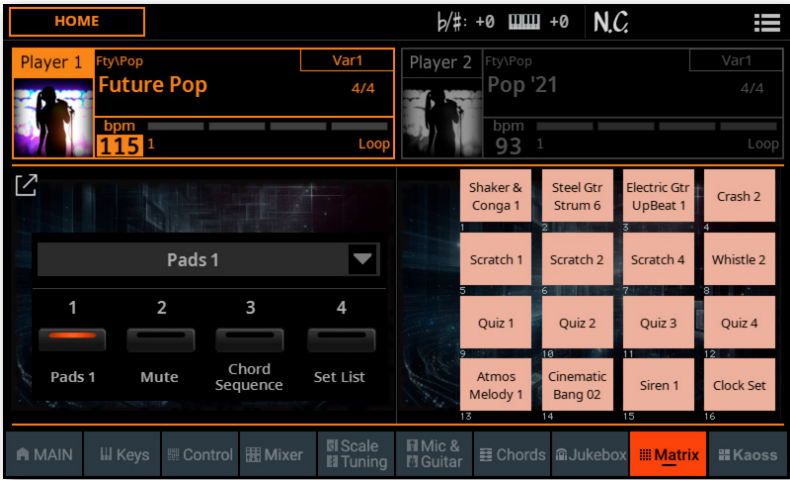 HOME
b/#: +0 +0 N.C.
Player 1
Fty\Pop
Var1
Future Pop
4/4
bpm
115
1
Loop
Player 2
Fty\Pop
Var1
Pop '21
4/4
bpm
93
1
Loop
Pads 1
1 2 3 4
Pads 1
Mute
Chord
Sequence
Set List
Shaker &
Conga 1
1
Steel Gtr
Strum 6
2
Electric Gtr
UpBeat 1
3
Crash 2
4
Scratch 1
5
Scratch 2
6
Scratch 4
7
Whistle 2
8
Quiz 1
9
Quiz 2
10
Quiz 3
11
Quiz 4
12
Atmos
Melody 1
13
Cinematic
Bang 02
14
Siren 1
15
Clock Set
16
MAIN
Keys
Control
Mixer
Scale
Tuning
Mic &
Guitar
Chords
Jukebox
Matrix
Kaoss